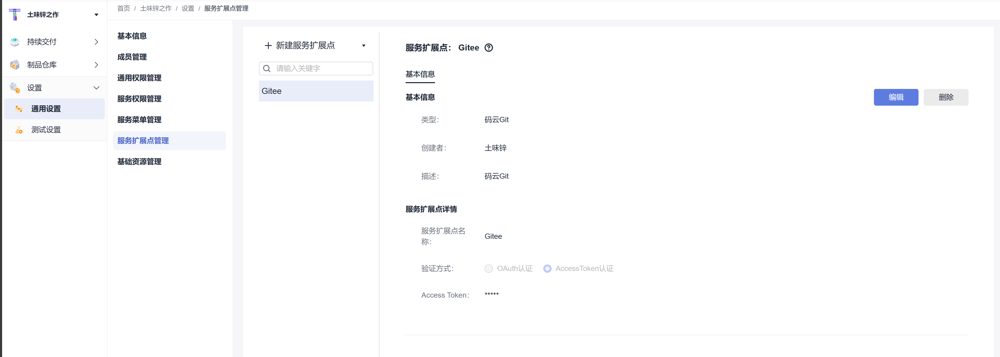 土味锌之作
持续交付
制品仓库
设置
通用设置
测试设置
首页 / 土味锌之作 / 设置 / 服务扩展点管理
基本信息
成员管理
通用权限管理
服务权限管理
服务菜单管理
服务扩展点管理
基础资源管理
新建服务扩展点
请输入关键字
Gitee
服务扩展点： Gitee
基本信息
基本信息
编辑
删除
类型： 码云Git
创建者： 土味锌
描述： 码云Git
服务扩展点详情
服务扩展点名
称：
Gitee
验证方式： OAuth认证 AccessToken认证
Access Token： *****